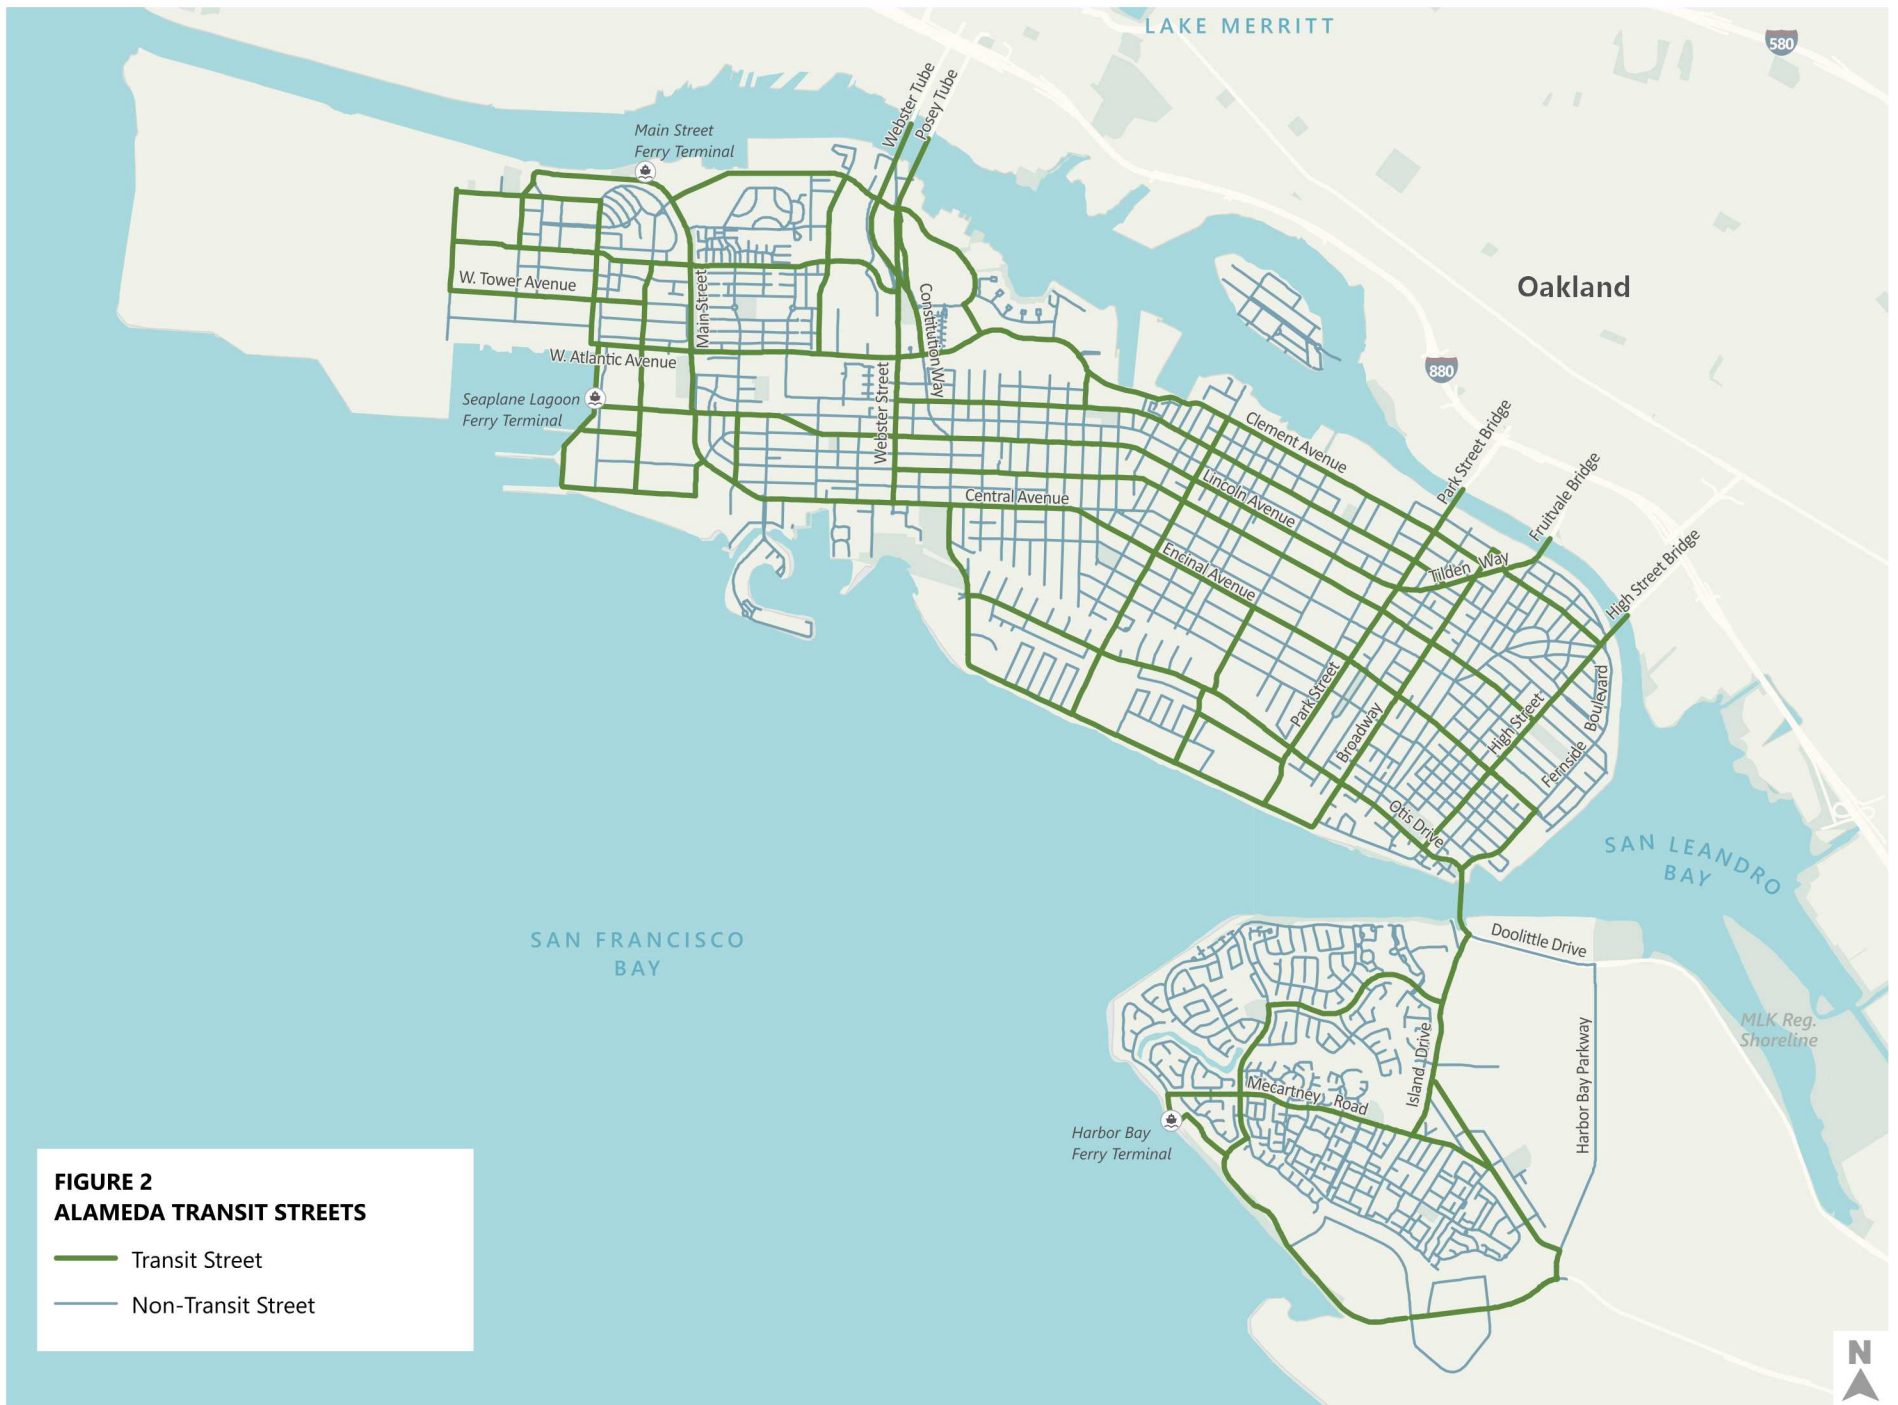 LAKE MERRITT
580
Webster Tube
Posey Tube
Main Street
Ferry Terminal
Oakland
W. Tower Avenue
Main Street
Constitution Way
W. Atlantic Avenue
880
Seaplane Lagoon
Ferry Terminal
Webster Street
Clement Avenue
Park Street Bridge
Fruitvale Bridge
High Street Bridge
Lincoln Avenue
Central Avenue
Encinal Avenue
Tilden Way
Park Street
Broadway
High Street
Fernside Boulevard
Otis Drive
SAN LEANDRO
BAY
SAN FRANCISCO
BAY
Doolittle Drive
MLK Reg.
Shoreline
Island Drive
Harbor Bay Parkway
Mecartney Road
Harbor Bay
Ferry Terminal
FIGURE 2
ALAMEDA TRANSIT STREETS
Transit Street
Non-Transit Street
N